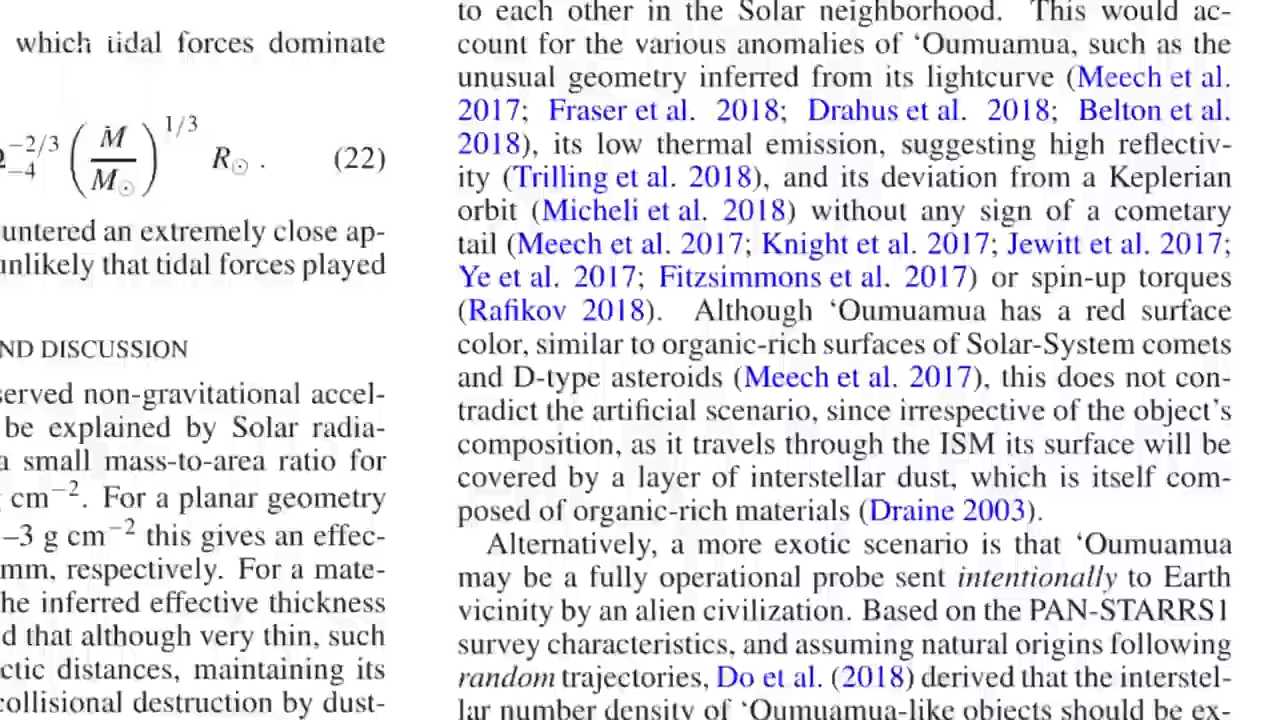 which tidal forces dominate
−2/3 −4 (M/M⊙)1/3 R⊙ . (22)
untered an extremely close ap-
unlikely that tidal forces played
ND DISCUSSION
served non-gravitational accel-
be explained by Solar radia-
a small mass-to-area ratio for
cm−2. For a planar geometry
–3 g cm−2 this gives an effec-
mm, respectively. For a mate-
he inferred effective thickness
d that although very thin, such
ctic distances, maintaining its
collisional destruction by dust-
to each other in the Solar neighborhood. This would ac-
count for the various anomalies of ‘Oumuamua, such as the
unusual geometry inferred from its lightcurve (Meech et al.
2017; Fraser et al. 2018; Drahus et al. 2018; Belton et al.
2018), its low thermal emission, suggesting high reflectiv-
ity (Trilling et al. 2018), and its deviation from a Keplerian
orbit (Micheli et al. 2018) without any sign of a cometary
tail (Meech et al. 2017; Knight et al. 2017; Jewitt et al. 2017;
Ye et al. 2017; Fitzsimmons et al. 2017) or spin-up torques
(Rafikov 2018). Although ‘Oumuamua has a red surface
color, similar to organic-rich surfaces of Solar-System comets
and D-type asteroids (Meech et al. 2017), this does not con-
tradict the artificial scenario, since irrespective of the object’s
composition, as it travels through the ISM its surface will be
covered by a layer of interstellar dust, which is itself com-
posed of organic-rich materials (Draine 2003).
Alternatively, a more exotic scenario is that ‘Oumuamua
may be a fully operational probe sent intentionally to Earth
vicinity by an alien civilization. Based on the PAN-STARRS1
survey characteristics, and assuming natural origins following
random trajectories, Do et al. (2018) derived that the interstel-
lar number density of ‘Oumuamua-like objects should be ex-